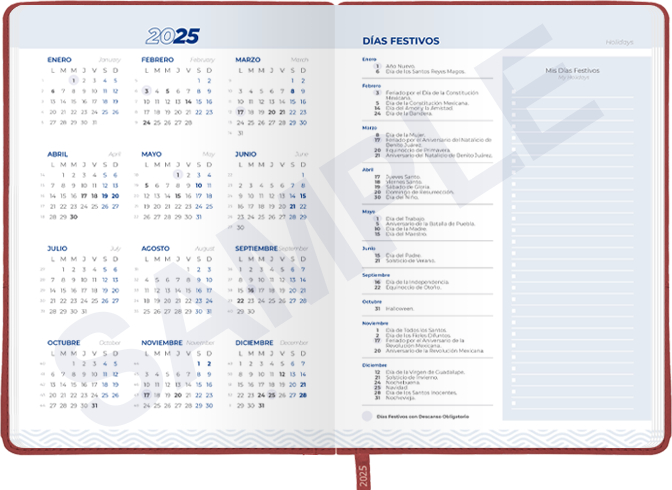 2025
ENERO January
L M M J V S D
1 2 3 4 5
6 7 8 9 10 11 12
13 14 15 16 17 18 19
20 21 22 23 24 25 26
27 28 29 30 31
FEBRERO February
L M M J V S D
1 2
3 4 5 6 7 8 9
10 11 12 13 14 15 16
17 18 19 20 21 22 23
24 25 26 27 28
MARZO March
L M M J V S D
1 2
3 4 5 6 7 8 9
10 11 12 13 14 15 16
17 18 19 20 21 22 23
24 25 26 27 28 29 30
31
ABRIL April
L M M J V S D
1 2 3 4 5 6
7 8 9 10 11 12 13
14 15 16 17 18 19 20
21 22 23 24 25 26 27
28 29 30
MAYO May
L M M J V S D
1 2 3 4
5 6 7 8 9 10 11
12 13 14 15 16 17 18
19 20 21 22 23 24 25
26 27 28 29 30 31
JUNIO June
L M M J V S D
1
2 3 4 5 6 7 8
9 10 11 12 13 14 15
16 17 18 19 20 21 22
23 24 25 26 27 28 29
30
JULIO July
L M M J V S D
1 2 3 4 5 6
7 8 9 10 11 12 13
14 15 16 17 18 19 20
21 22 23 24 25 26 27
28 29 30 31
AGOSTO August
L M M J V S D
1 2 3
4 5 6 7 8 9 10
11 12 13 14 15 16 17
18 19 20 21 22 23 24
25 26 27 28 29 30 31
SEPTIEMBRE September
L M M J V S D
1 2 3 4 5 6 7
8 9 10 11 12 13 14
15 16 17 18 19 20 21
22 23 24 25 26 27 28
29 30
OCTUBRE October
L M M J V S D
1 2 3 4 5
6 7 8 9 10 11 12
13 14 15 16 17 18 19
20 21 22 23 24 25 26
27 28 29 30 31
NOVIEMBRE November
L M M J V S D
1 2
3 4 5 6 7 8 9
10 11 12 13 14 15 16
17 18 19 20 21 22 23
24 25 26 27 28 29 30
DICIEMBRE December
L M M J V S D
1 2 3 4 5 6 7
8 9 10 11 12 13 14
15 16 17 18 19 20 21
22 23 24 25 26 27 28
29 30 31
DÍAS FESTIVOS
Holidays
Enero
1 Año Nuevo.
6 Día de los Santos Reyes Magos.
Febrero
3 Feriado por el Día de la Constitución
Mexicana.
5 Día de la Constitución Mexicana.
14 Día del Amor y la Amistad.
24 Día de la Bandera.
Marzo
8 Día de la Mujer.
17 Feriado por el Aniversario del Natalicio de
Benito Juárez.
20 Equinoccio de Primavera.
21 Aniversario del Natalicio de Benito Juárez.
Abril
17 Jueves Santo.
18 Viernes Santo.
19 Sábado de Gloria.
20 Domingo de Resurrección.
30 Día del Niño.
Mayo
1 Día del Trabajo.
5 Aniversario de la Batalla de Puebla.
10 Día de la Madre.
15 Día del Maestro.
Junio
15 Día del Padre.
21 Solsticio de Verano.
Septiembre
16 Día de la Independencia.
22 Equinoccio de Otoño.
Octubre
31 Halloween.
Noviembre
1 Día de Todos los Santos.
2 Día de los Fieles Difuntos.
17 Feriado por el Aniversario de la
Revolución Mexicana.
20 Aniversario de la Revolución Mexicana.
Diciembre
12 Día de la Virgen de Guadalupe.
21 Solsticio de Invierno.
24 Nochebuena.
25 Navidad.
28 Día de los Santos Inocentes.
31 Nochevieja.
Días Festivos con Descanso Obligatorio
Mis Días Festivos
My Holidays
SAMPLE
2025